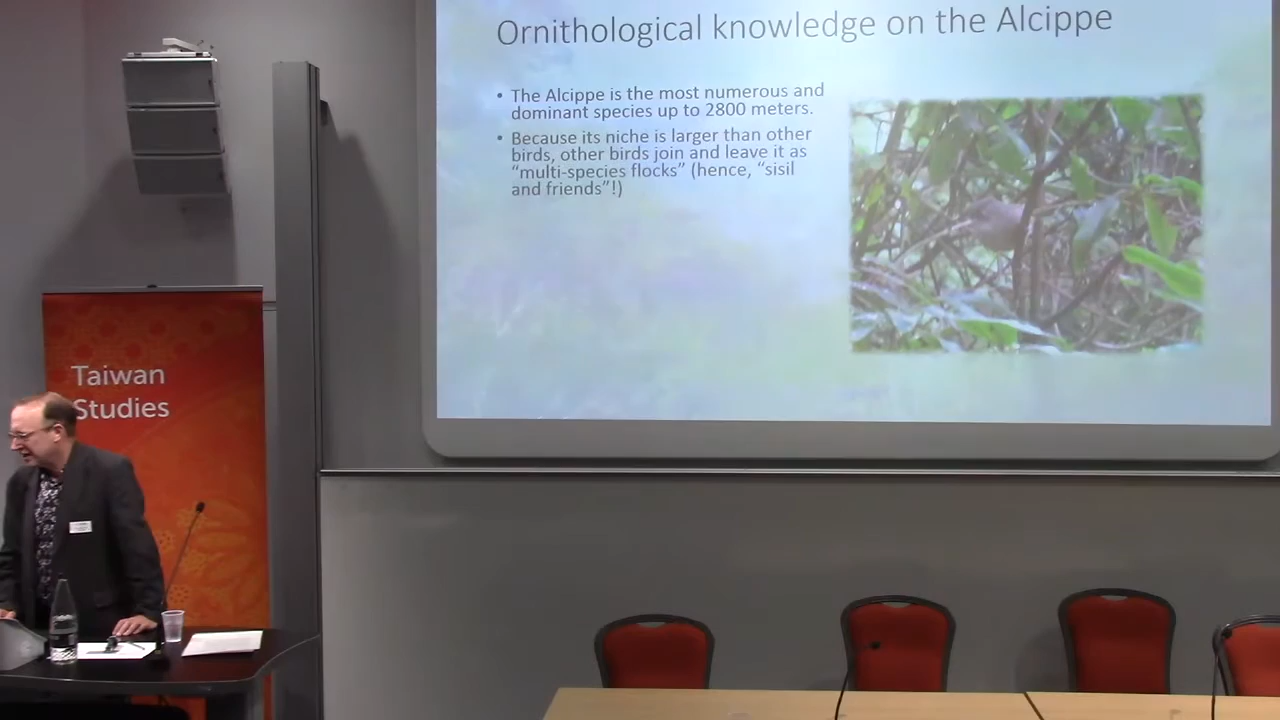 Ornithological knowledge on the Alcippe
• The Alcippe is the most numerous and
dominant species up to 2800 meters.
• Because its niche is larger than other
birds, other birds join and leave it as
“multi-species flocks” (hence, “sisil
and friends”!)
Taiwan
Studies